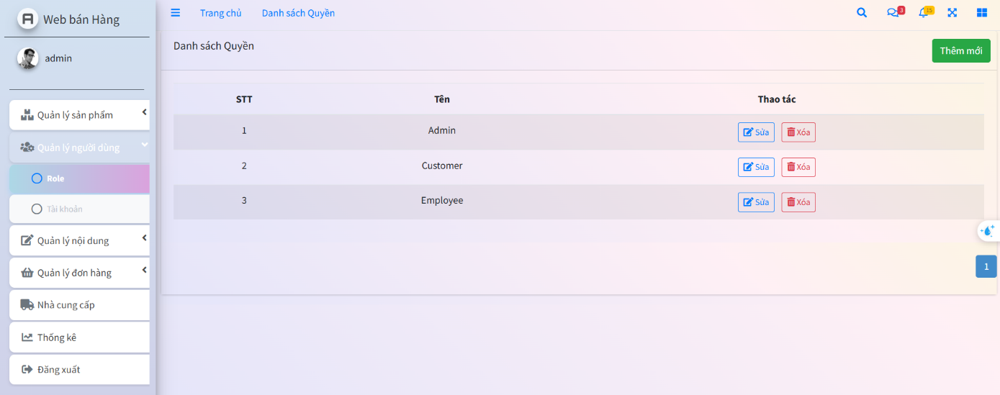 Web bán Hàng
Trang chủ
Danh sách Quyền
3
15
admin
Danh sách Quyền
Thêm mới
STT
Tên
Thao tác
1
Admin
Sửa
Xóa
2
Customer
Sửa
Xóa
3
Employee
Sửa
Xóa
1
Quản lý sản phẩm
Quản lý người dùng
Role
Tài khoản
Quản lý nội dung
Quản lý đơn hàng
Nhà cung cấp
Thống kê
Đăng xuất